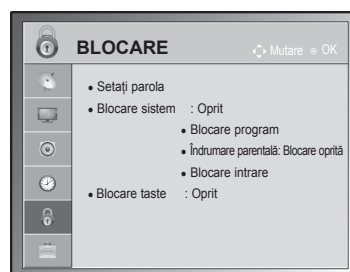 BLOCARE
Mutare OK
• Setați parola
• Blocare sistem : Oprit
• Blocare program
• Îndrumare parentală: Blocare oprită
• Blocare intrare
• Blocare taste : Oprit